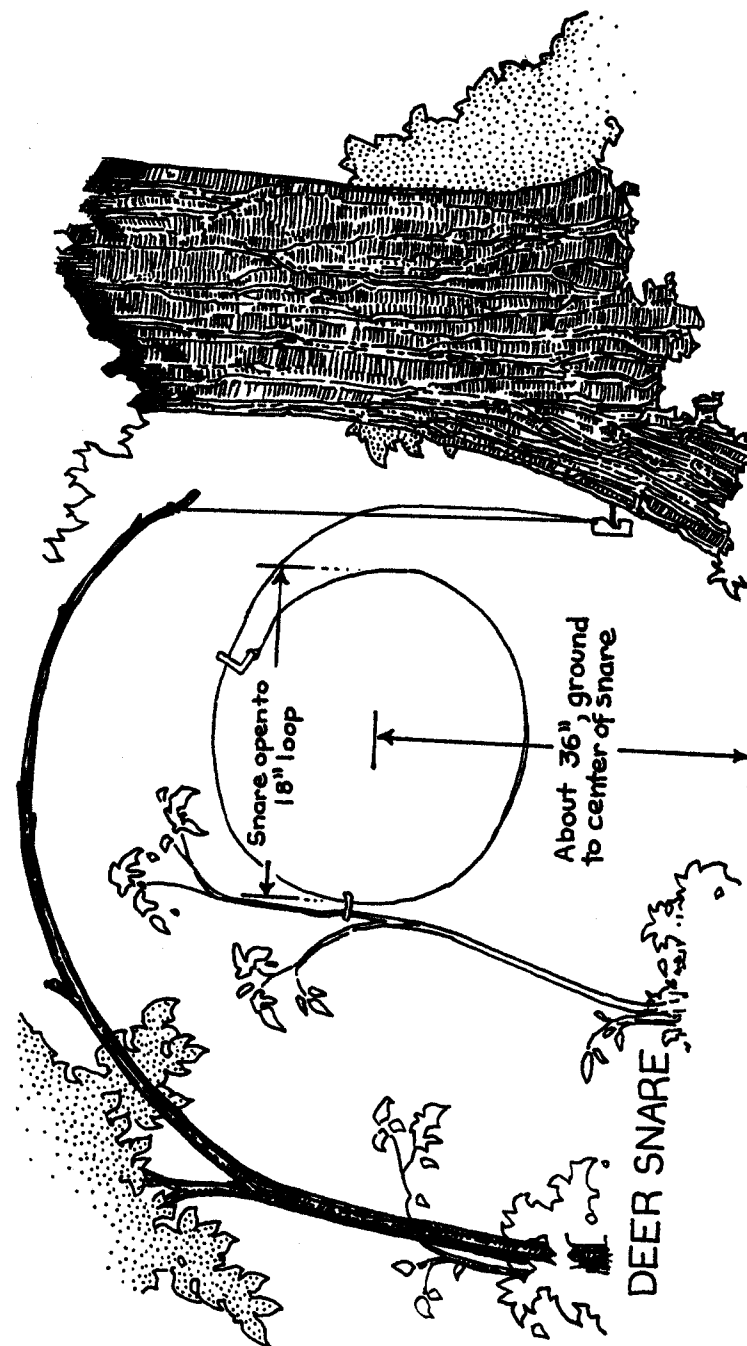 Snare open to
18" loop
About 36", ground
to center of snare
DEER SNARE